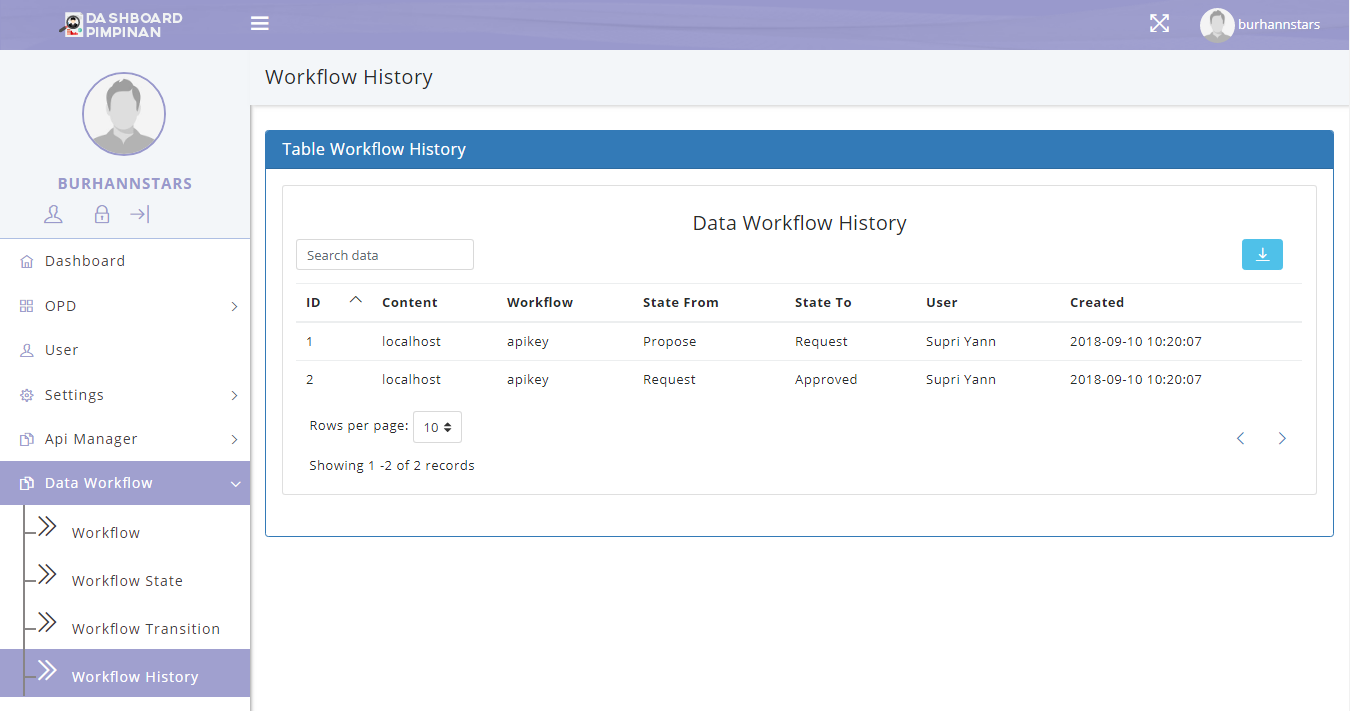 DASHBOARD
PIMPINAN
burhannstars
BURHANNSTARS
Dashboard
OPD
User
Settings
Api Manager
Data Workflow
Workflow
Workflow State
Workflow Transition
Workflow History
Workflow History
Table Workflow History
Data Workflow History
Search data
ID Content Workflow State From State To User Created
1 localhost apikey Propose Request Supri Yann 2018-09-10 10:20:07
2 localhost apikey Request Approved Supri Yann 2018-09-10 10:20:07
Rows per page: 10
Showing 1 -2 of 2 records